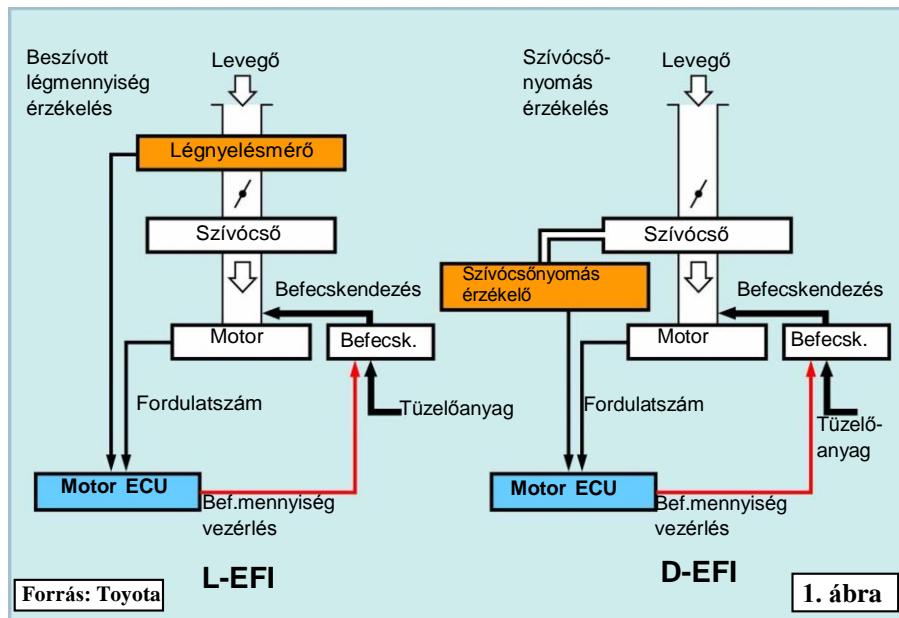 Beszívott
légmennyiség
érzékelés
Levegő
Légnyelésmérő
Szívócső
Befecskendezés
Motor
Befecsk.
Fordulatszám
Tüzelőanyag
Motor ECU
Bef.mennyiség
vezérlés
L-EFI
Forrás: Toyota
Szívócső-
nyomás
érzékelés
Levegő
Szívócső
Szívócsőnyomás
érzékelő
Befecskendezés
Motor
Befecsk.
Fordulatszám
Tüzelő-
anyag
Motor ECU
Bef.mennyiség
vezérlés
D-EFI
1. ábra